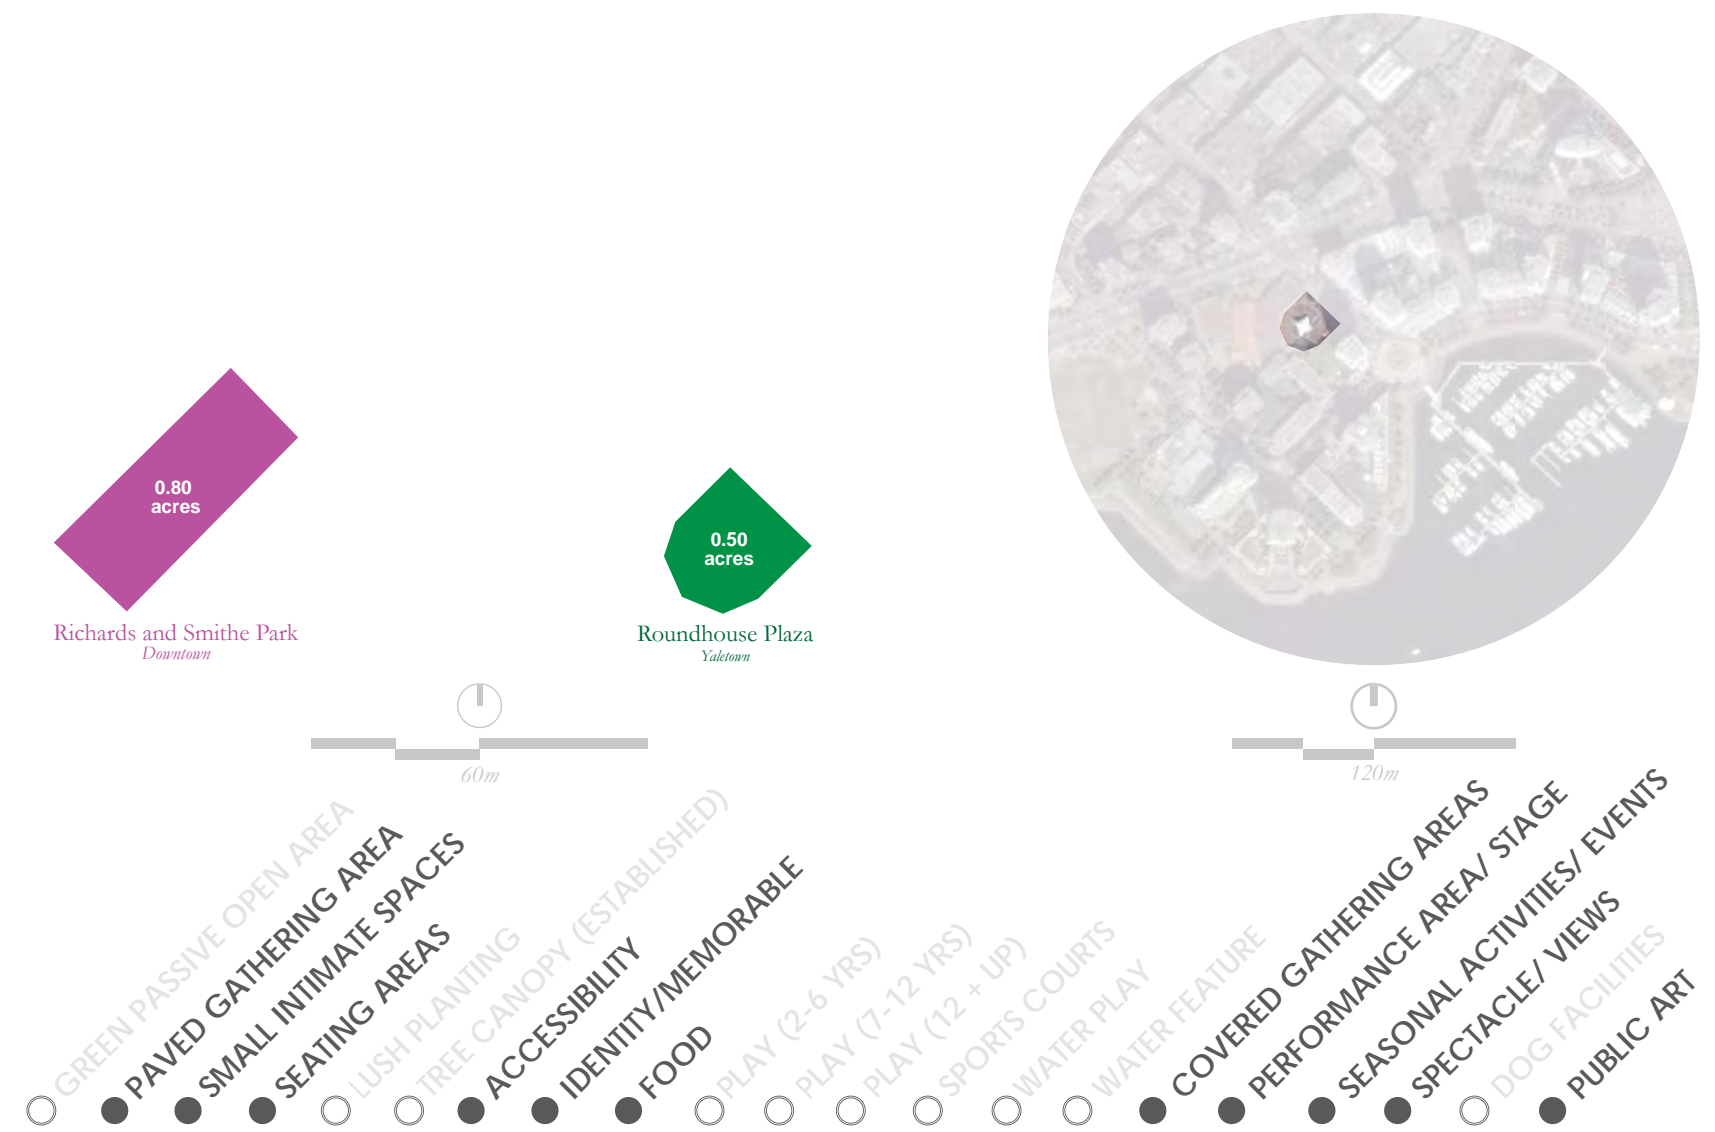 0.80
acres
0.50
acres
Richards and Smithe Park
Downtown
Roundhouse Plaza
Yaletown
60m
120m
GREEN PASSIVE OPEN AREA
PAVED GATHERING AREA
SMALL INTIMATE SPACES
SEATING AREAS
LUSH PLANTING
TREE CANOPY (ESTABLISHED)
ACCESSIBILITY
IDENTITY/MEMORABLE
FOOD
PLAY (2-6 YRS)
PLAY (7-12 YRS)
PLAY (12 + UP)
SPORTS COURTS
WATER PLAY
WATER FEATURE
COVERED GATHERING AREAS
PERFORMANCE AREA/ STAGE
SEASONAL ACTIVITIES/ EVENTS
SPECTACLE/ VIEWS
DOG FACILITIES
PUBLIC ART